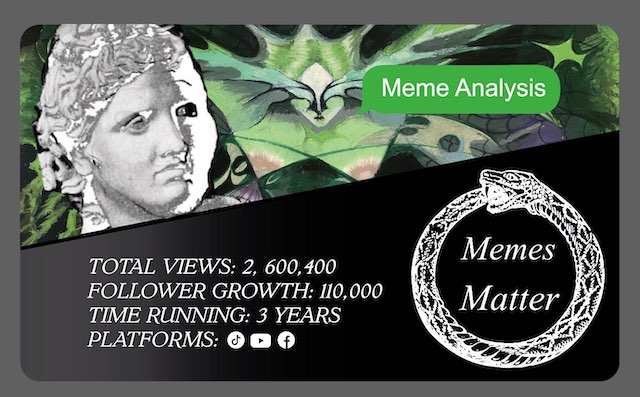 Meme Analysis
TOTAL VIEWS: 2, 600,400
FOLLOWER GROWTH: 110,000
TIME RUNNING: 3 YEARS
PLATFORMS:
Memes
Matter